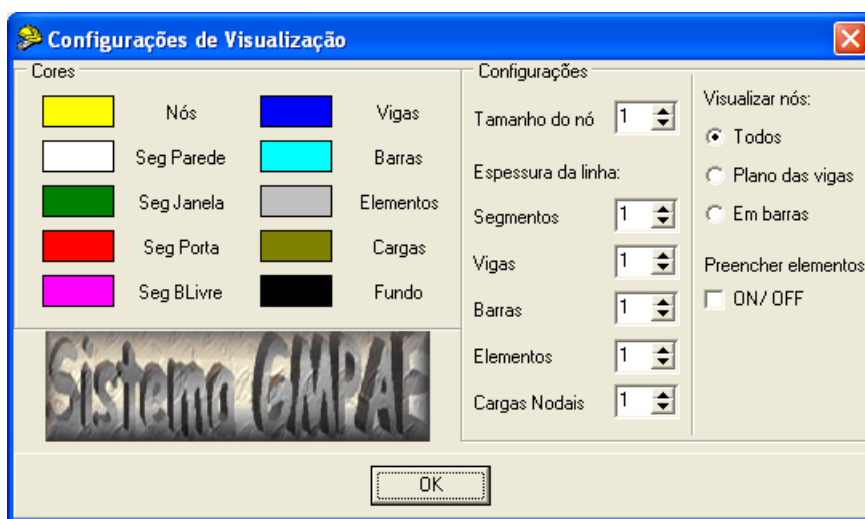 Configurações de Visualização
Cores
Nós
Vigas
Seg Parede
Barras
Seg Janela
Elementos
Seg Porta
Cargas
Seg BLivre
Fundo
Sistema GMPAE
Configurações
Tamanho do nó 1
Espessura da linha:
Segmentos 1
Vigas 1
Barras 1
Elementos 1
Cargas Nodais 1
Visualizar nós:
Todos
Plano das vigas
Em barras
Preencher elementos
ON/ OFF
OK